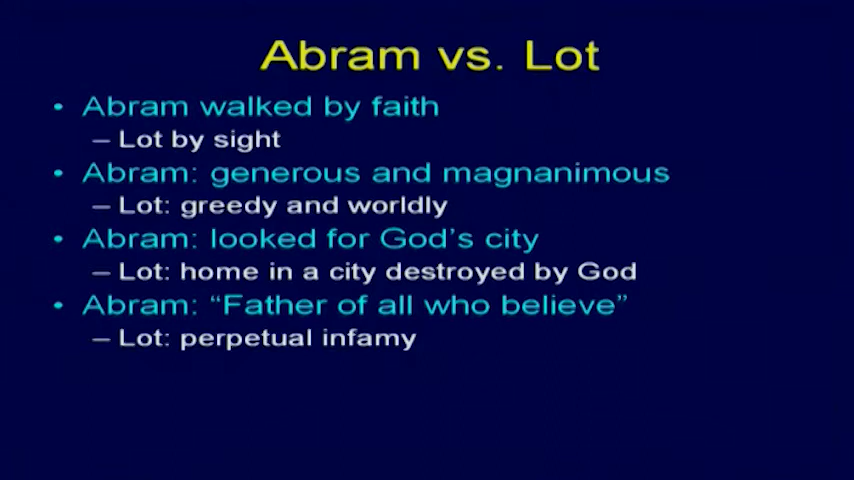 Abram vs. Lot
• Abram walked by faith
– Lot by sight
• Abram: generous and magnanimous
– Lot: greedy and worldly
• Abram: looked for God's city
– Lot: home in a city destroyed by God
• Abram: “Father of all who believe”
– Lot: perpetual infamy